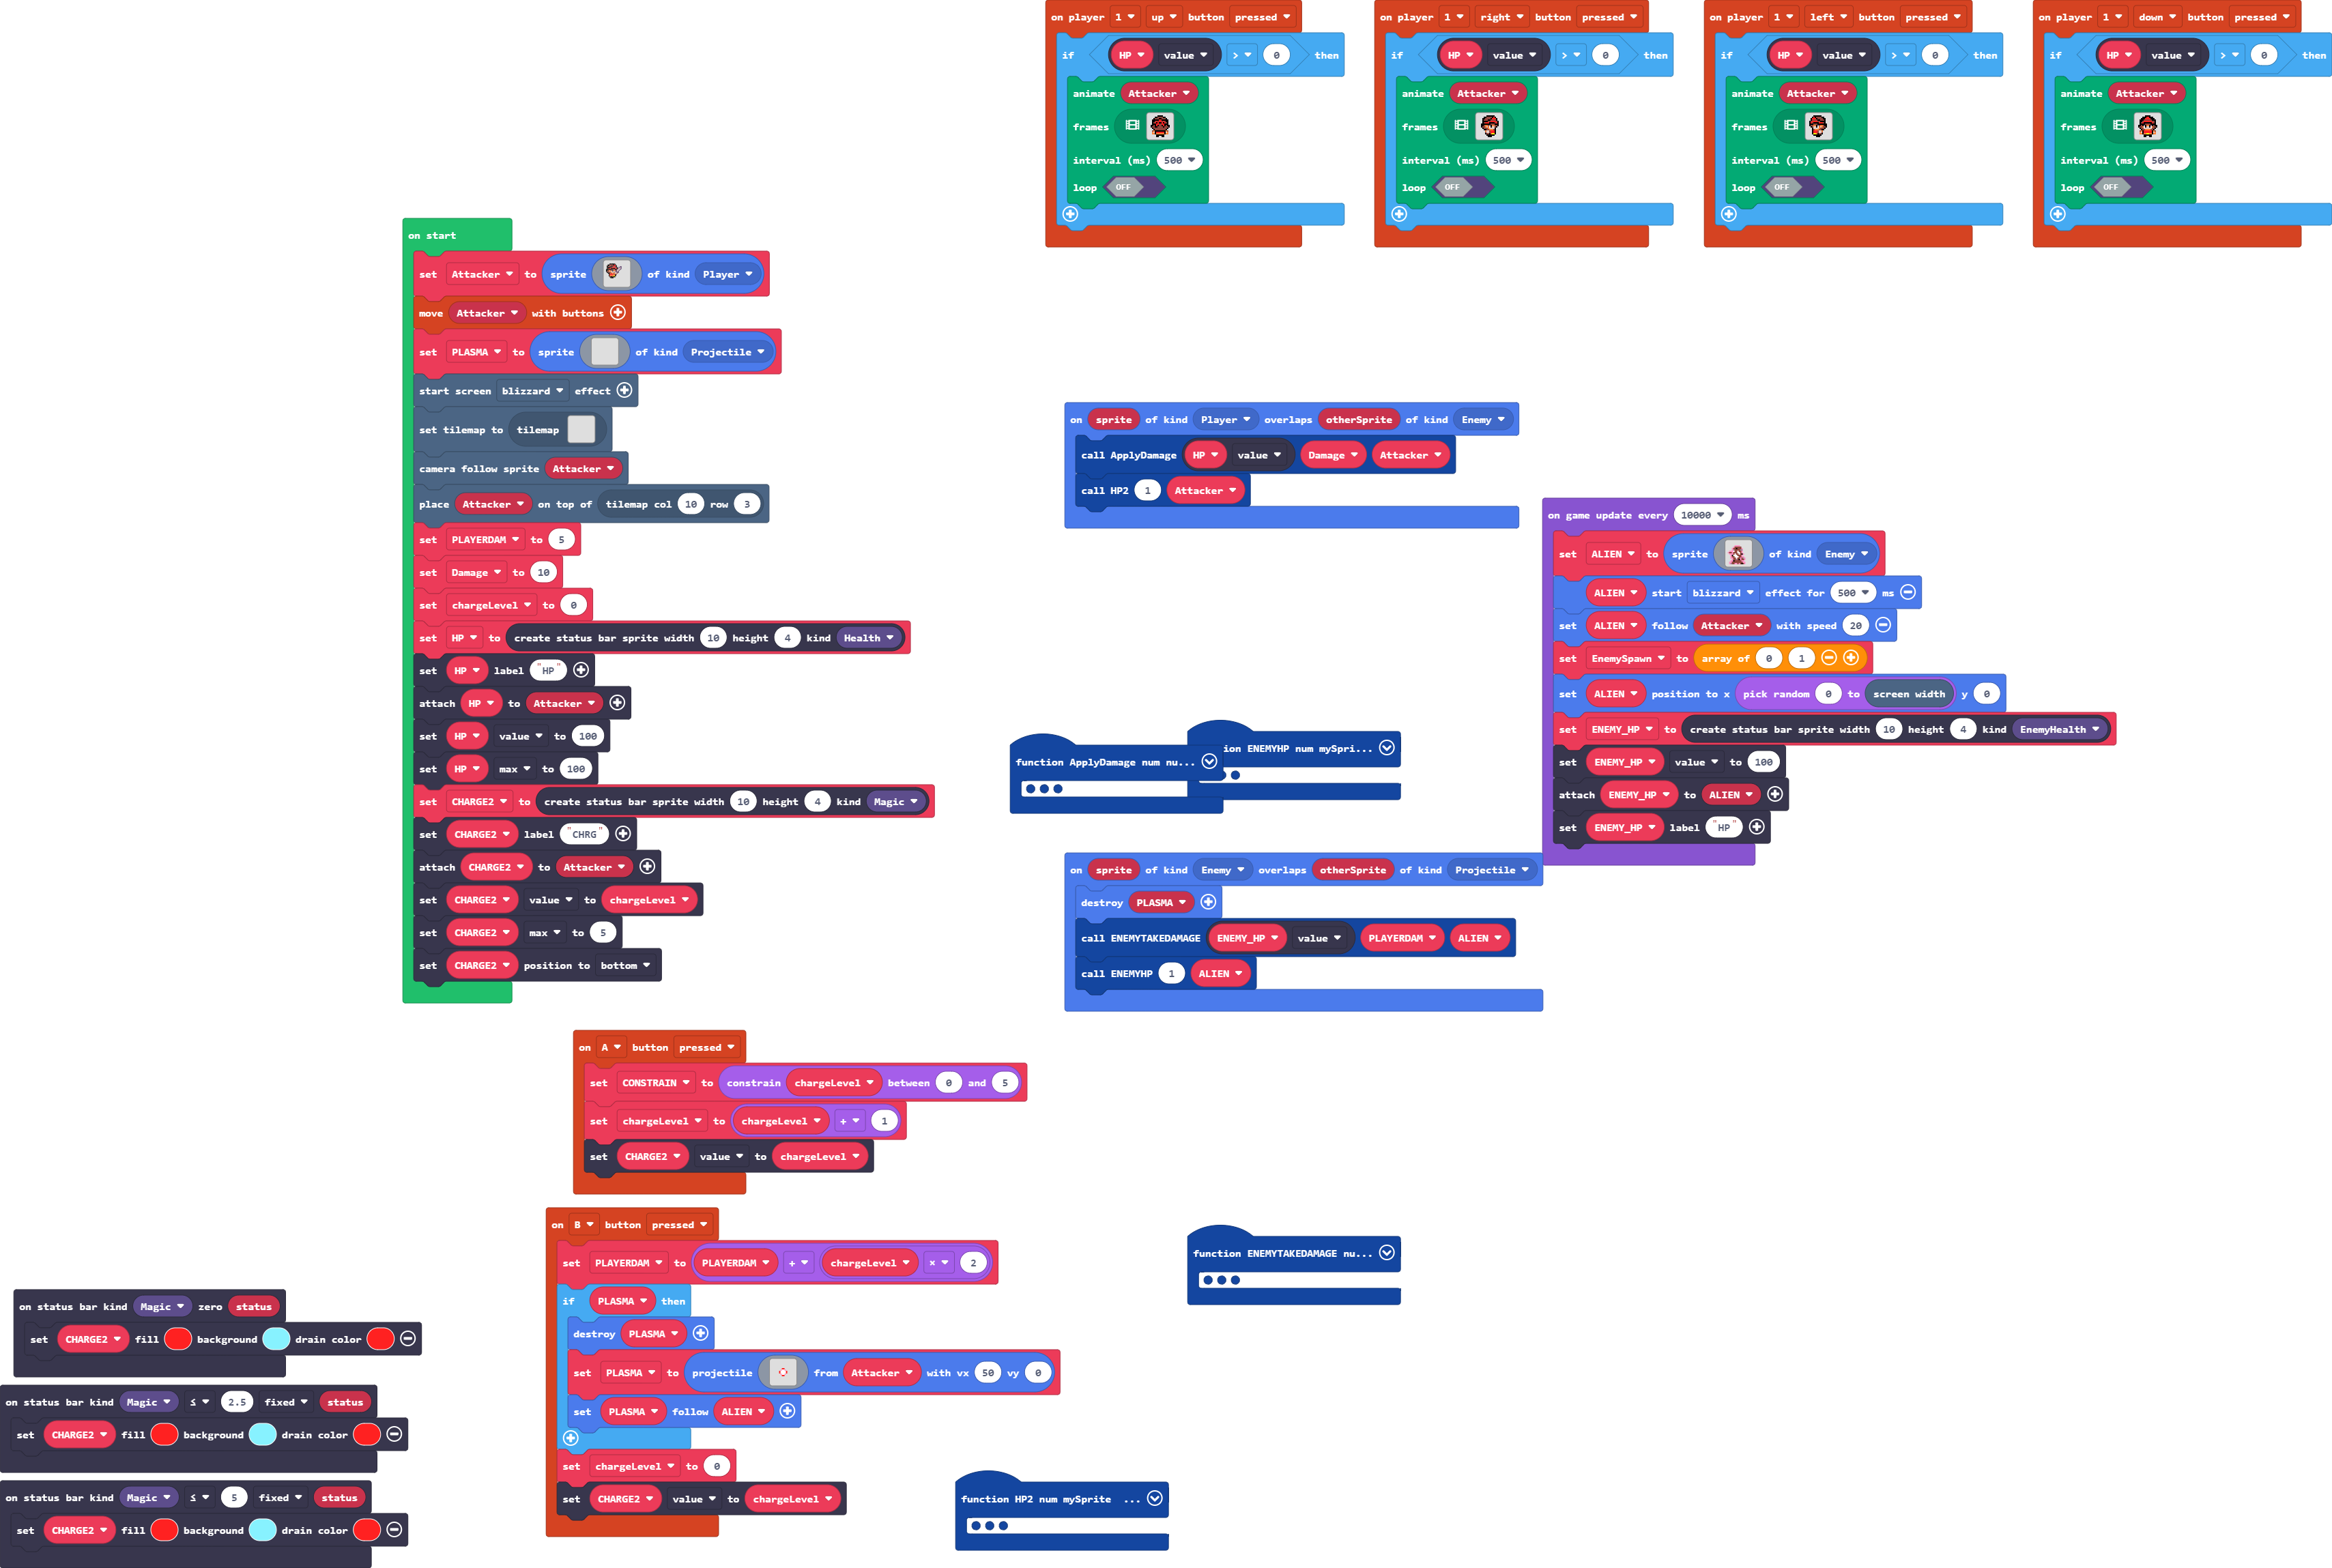 on player 1 up button pressed
if HP value > 0 then
animate Attacker
frames
interval (ms) 500
loop OFF
on player 1 right button pressed
if HP value > 0 then
animate Attacker
frames
interval (ms) 500
loop OFF
on player 1 left button pressed
if HP value > 0 then
animate Attacker
frames
interval (ms) 500
loop OFF
on player 1 down button pressed
if HP value > 0 then
animate Attacker
frames
interval (ms) 500
loop OFF
on start
set Attacker to sprite of kind Player
move Attacker with buttons
set PLASMA to sprite of kind Projectile
start screen blizzard effect
set tilemap to tilemap
camera follow sprite Attacker
place Attacker on top of tilemap col 10 row 3
set PLAYERDAM to 5
set Damage to 10
set chargeLevel to 0
set HP to create status bar sprite width 10 height 4 kind Health
set HP label "HP"
attach HP to Attacker
set HP value to 100
set HP max to 100
set CHARGE2 to create status bar sprite width 10 height 4 kind Magic
set CHARGE2 label "CHRG"
attach CHARGE2 to Attacker
set CHARGE2 value to chargeLevel
set CHARGE2 max to 5
set CHARGE2 position to bottom
on sprite of kind Player overlaps otherSprite of kind Enemy
call ApplyDamage HP value Damage Attacker
call HP2 1 Attacker
on game update every 10000 ms
set ALIEN to sprite of kind Enemy
ALIEN start blizzard effect for 500 ms
set ALIEN follow Attacker with speed 20
set EnemySpawn to array of 0 1
set ALIEN position to x pick random 0 to screen width y 0
set ENEMY_HP to create status bar sprite width 10 height 4 kind EnemyHealth
set ENEMY_HP value to 100
attach ENEMY_HP to ALIEN
set ENEMY_HP label "HP"
function ApplyDamage num nu...
ion ENEMYHP num mySpri...
on sprite of kind Enemy overlaps otherSprite of kind Projectile
destroy PLASMA
call ENEMYTAKEDAMAGE ENEMY_HP value PLAYERDAM ALIEN
call ENEMYHP 1 ALIEN
on A button pressed
set CONSTRAIN to constrain chargeLevel between 0 and 5
set chargeLevel to chargeLevel + 1
set CHARGE2 value to chargeLevel
on B button pressed
set PLAYERDAM to PLAYERDAM + chargeLevel × 2
if PLASMA then
destroy PLASMA
set PLASMA to projectile from Attacker with vx 50 vy 0
set PLASMA follow ALIEN
set chargeLevel to 0
set CHARGE2 value to chargeLevel
function ENEMYTAKEDAMAGE nu...
function HP2 num mySprite ...
on status bar kind Magic zero status
set CHARGE2 fill background drain color
on status bar kind Magic ≤ 2.5 fixed status
set CHARGE2 fill background drain color
on status bar kind Magic ≤ 5 fixed status
set CHARGE2 fill background drain color